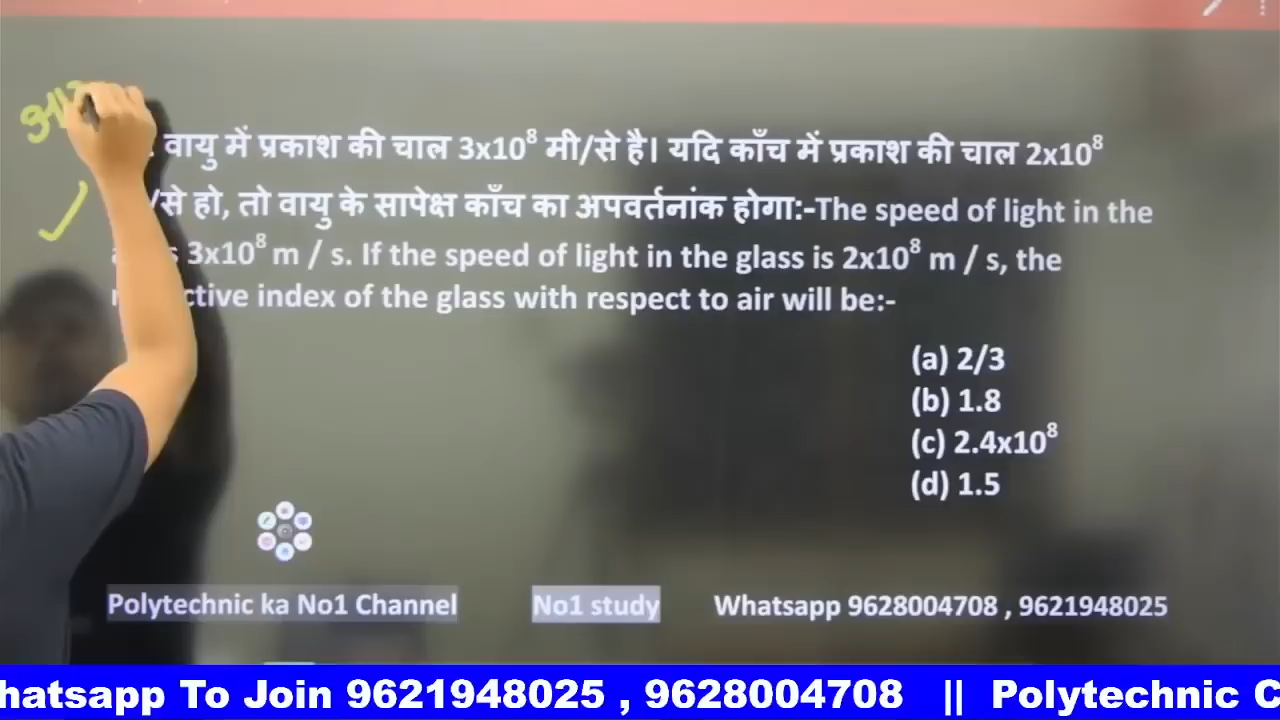 वायु में प्रकाश की चाल 3x10⁸ मी/से है। यदि काँच में प्रकाश की चाल 2x10⁸
/से हो, तो वायु के सापेक्ष काँच का अपवर्तनांक होगा:-The speed of light in the
3x10⁸ m / s. If the speed of light in the glass is 2x10⁸ m / s, the
index of the glass with respect to air will be:-
(a) 2/3
(b) 1.8
(c) 2.4x10⁸
(d) 1.5
Polytechnic ka No1 Channel No1 study Whatsapp 9628004708 , 9621948025
hatsapp To Join 9621948025 , 9628004708 || Polytechnic C